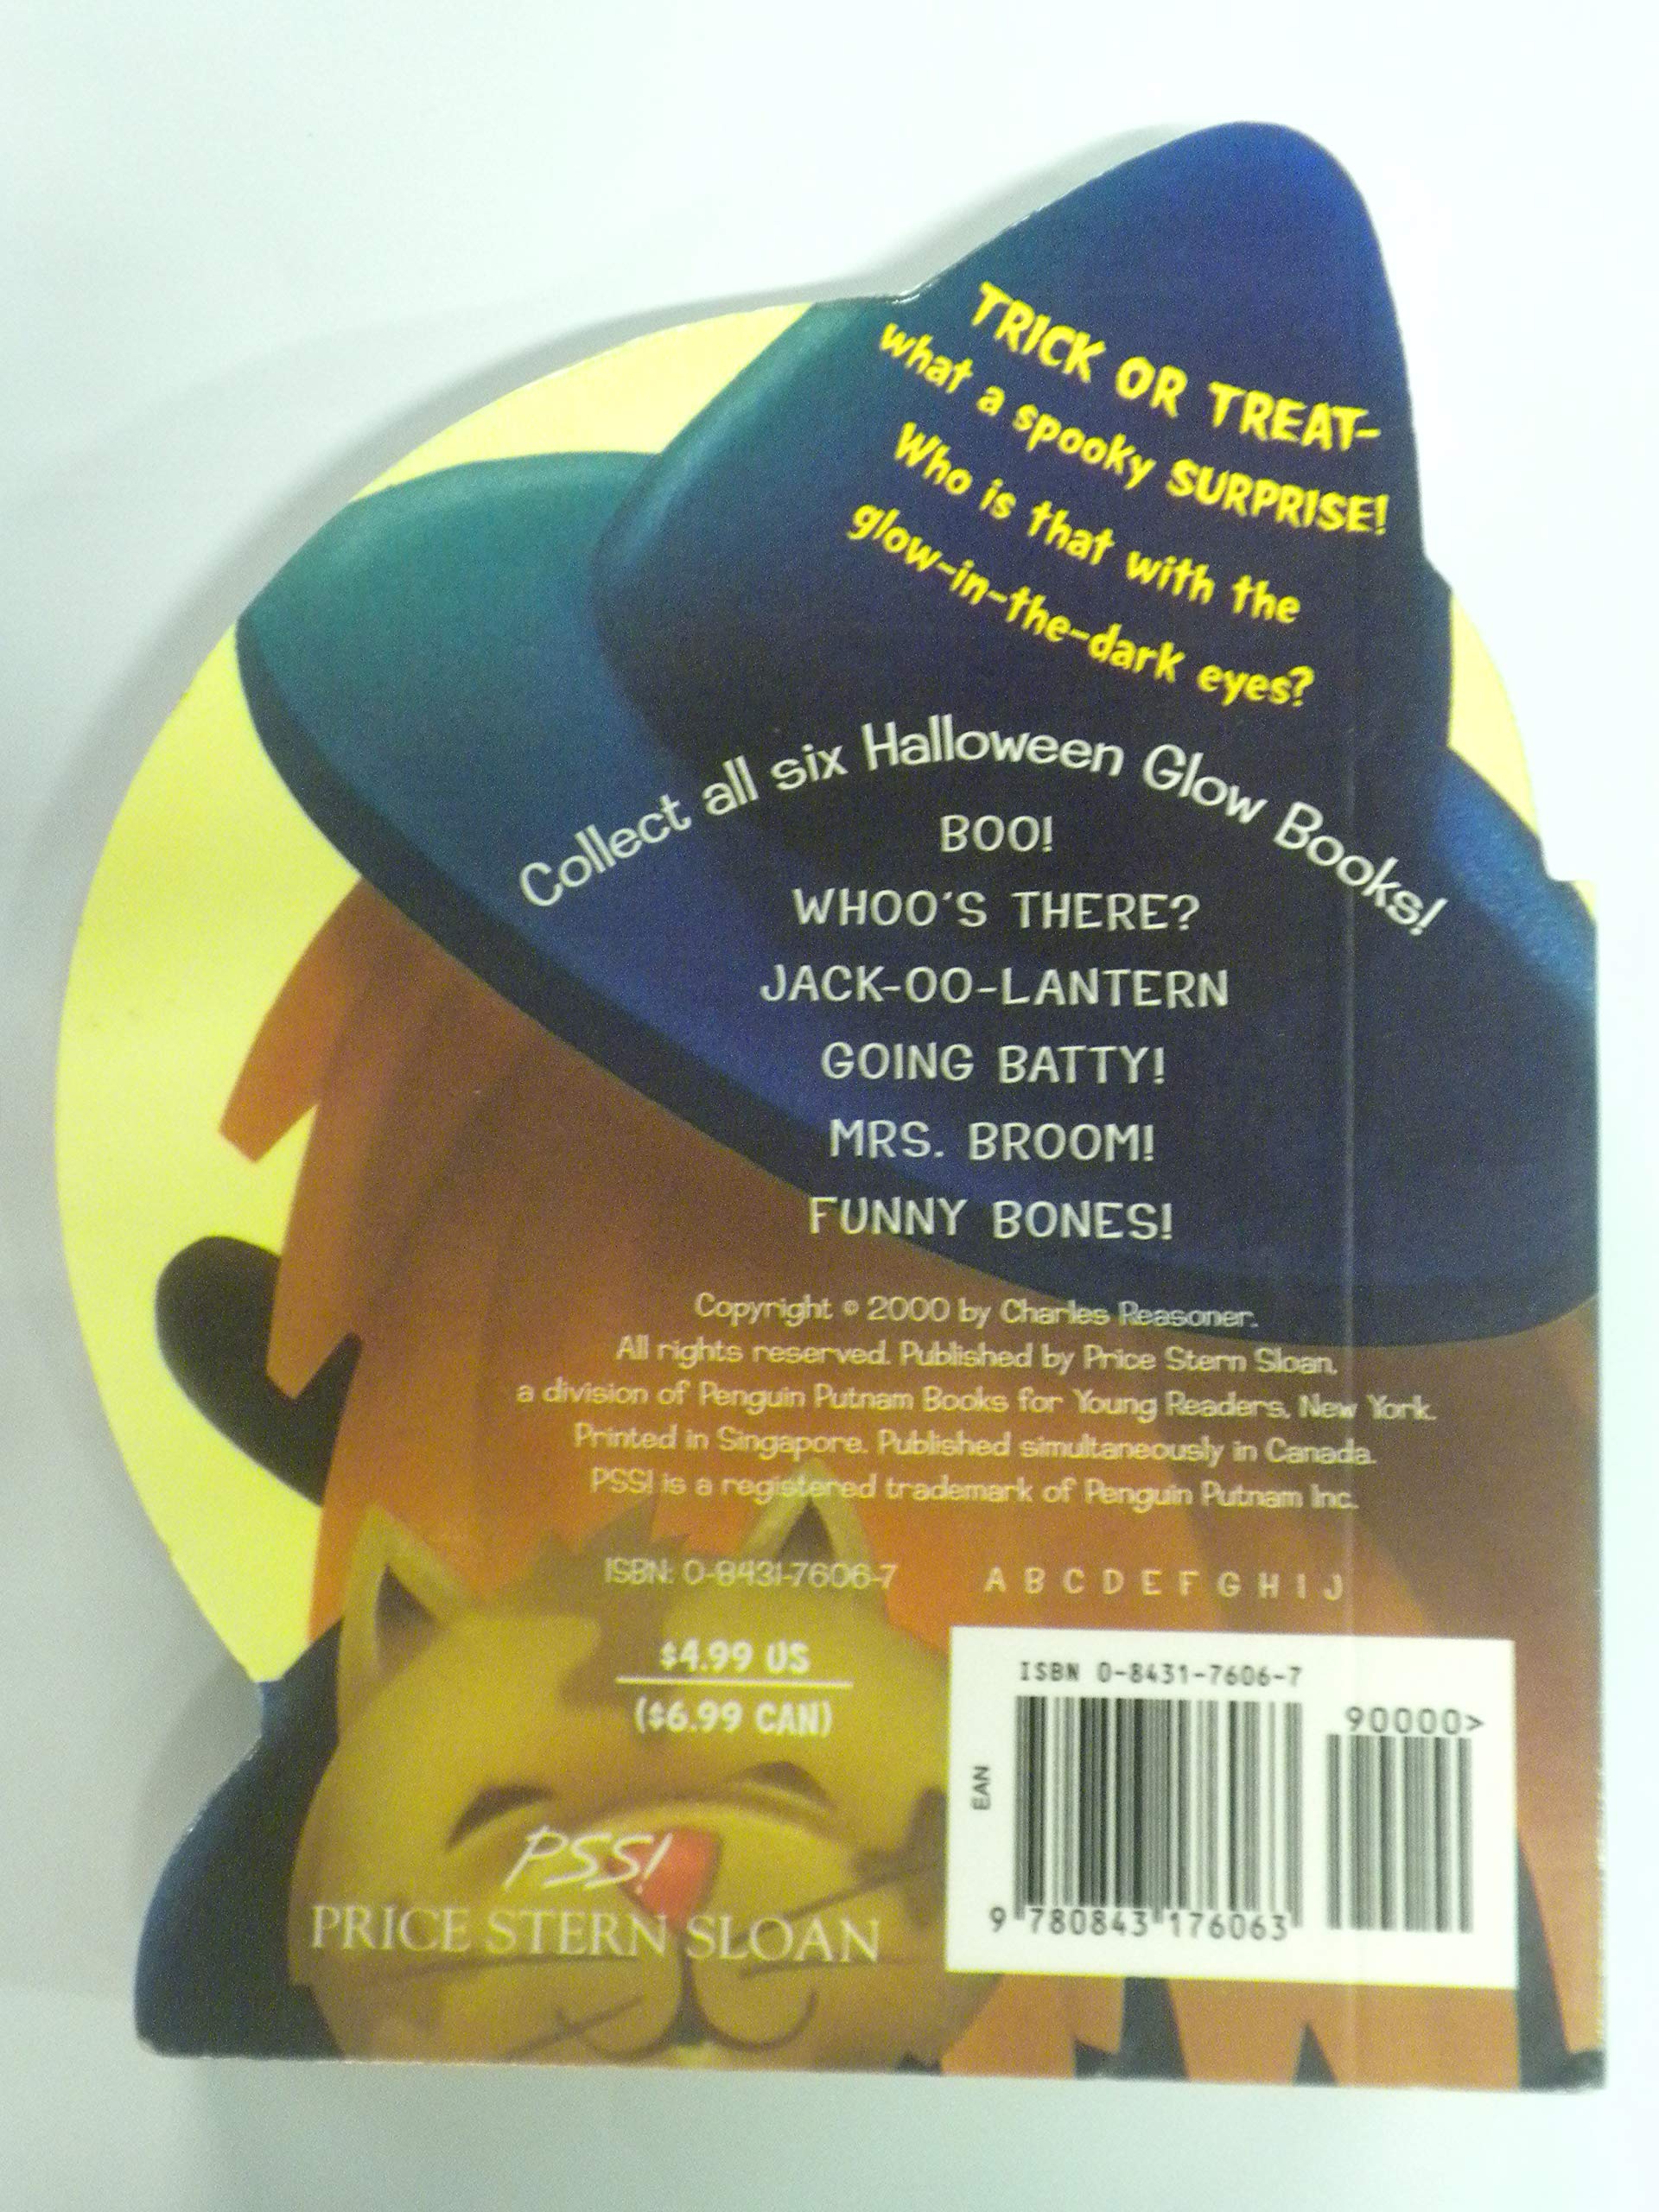 TRICK OR TREAT-
what a spooky SURPRISE!
Who is that with the
glow-in-the-dark eyes?
Collect all six Halloween Glow Books!
BOO!
WHOO'S THERE?
JACK-OO-LANTERN
GOING BATTY!
MRS. BROOM!
FUNNY BONES!
Copyright © 2000 by Charles Reasoner.
All rights reserved. Published by Price Stern Sloan,
a division of Penguin Putnam Books for Young Readers, New York.
Printed in Singapore. Published simultaneously in Canada.
PSS! is a registered trademark of Penguin Putnam Inc.
ISBN: 0-8431-7606-7
A B C D E F G H I J
$4.99 US
($6.99 CAN)
PSS!
PRICE STERN SLOAN
ISBN 0-8431-7606-7
90000>
EAN
9 780843 176063